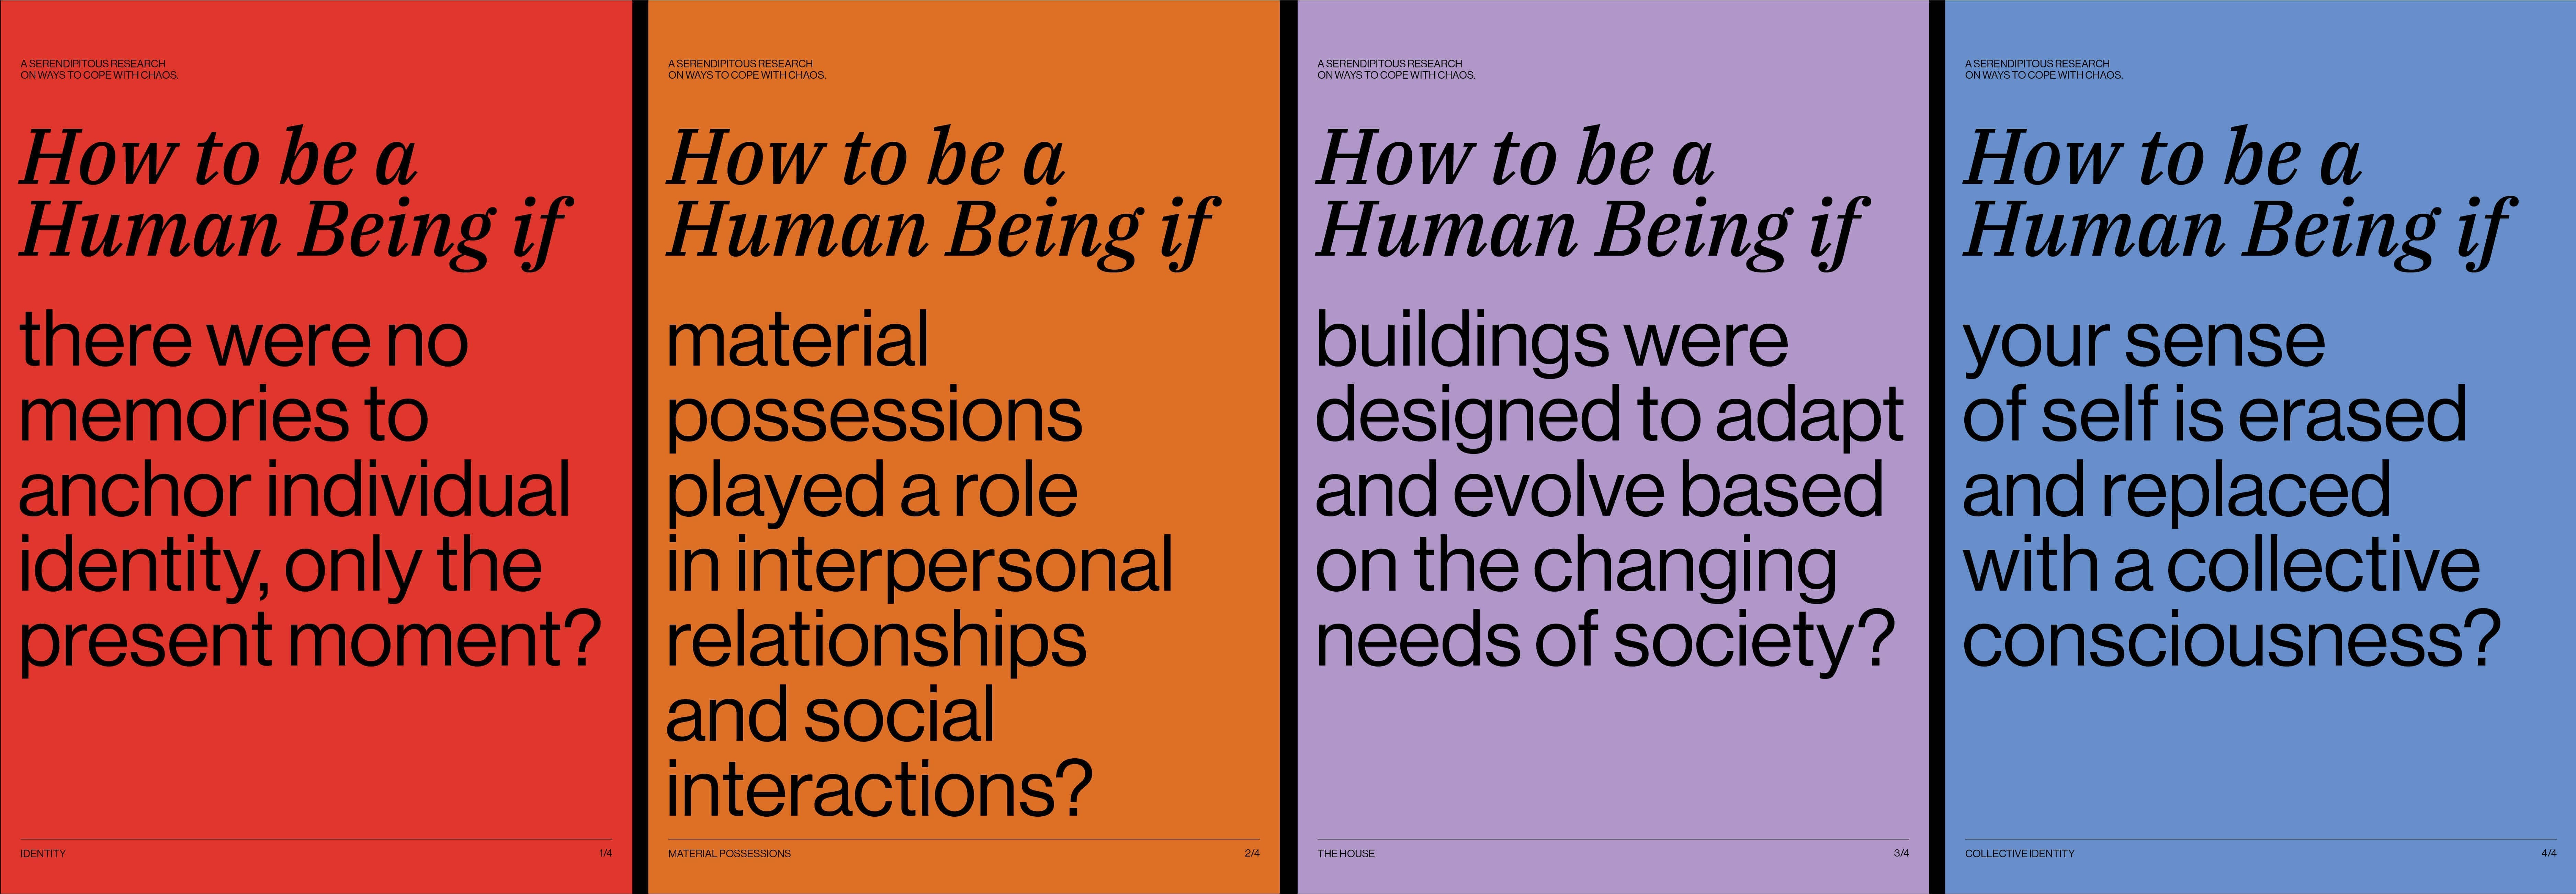 A SERENDIPITOUS RESEARCH
ON WAYS TO COPE WITH CHAOS.
How to be a
Human Being if
there were no
memories to
anchor individual
identity, only the
present moment?
IDENTITY
1/4
A SERENDIPITOUS RESEARCH
ON WAYS TO COPE WITH CHAOS.
How to be a
Human Being if
material
possessions
played a role
in interpersonal
relationships
and social
interactions?
MATERIAL POSSESSIONS
2/4
A SERENDIPITOUS RESEARCH
ON WAYS TO COPE WITH CHAOS.
How to be a
Human Being if
buildings were
designed to adapt
and evolve based
on the changing
needs of society?
THE HOUSE
3/4
A SERENDIPITOUS RESEARCH
ON WAYS TO COPE WITH CHAOS.
How to be a
Human Being if
your sense
of self is erased
and replaced
with a collective
consciousness?
COLLECTIVE IDENTITY
4/4